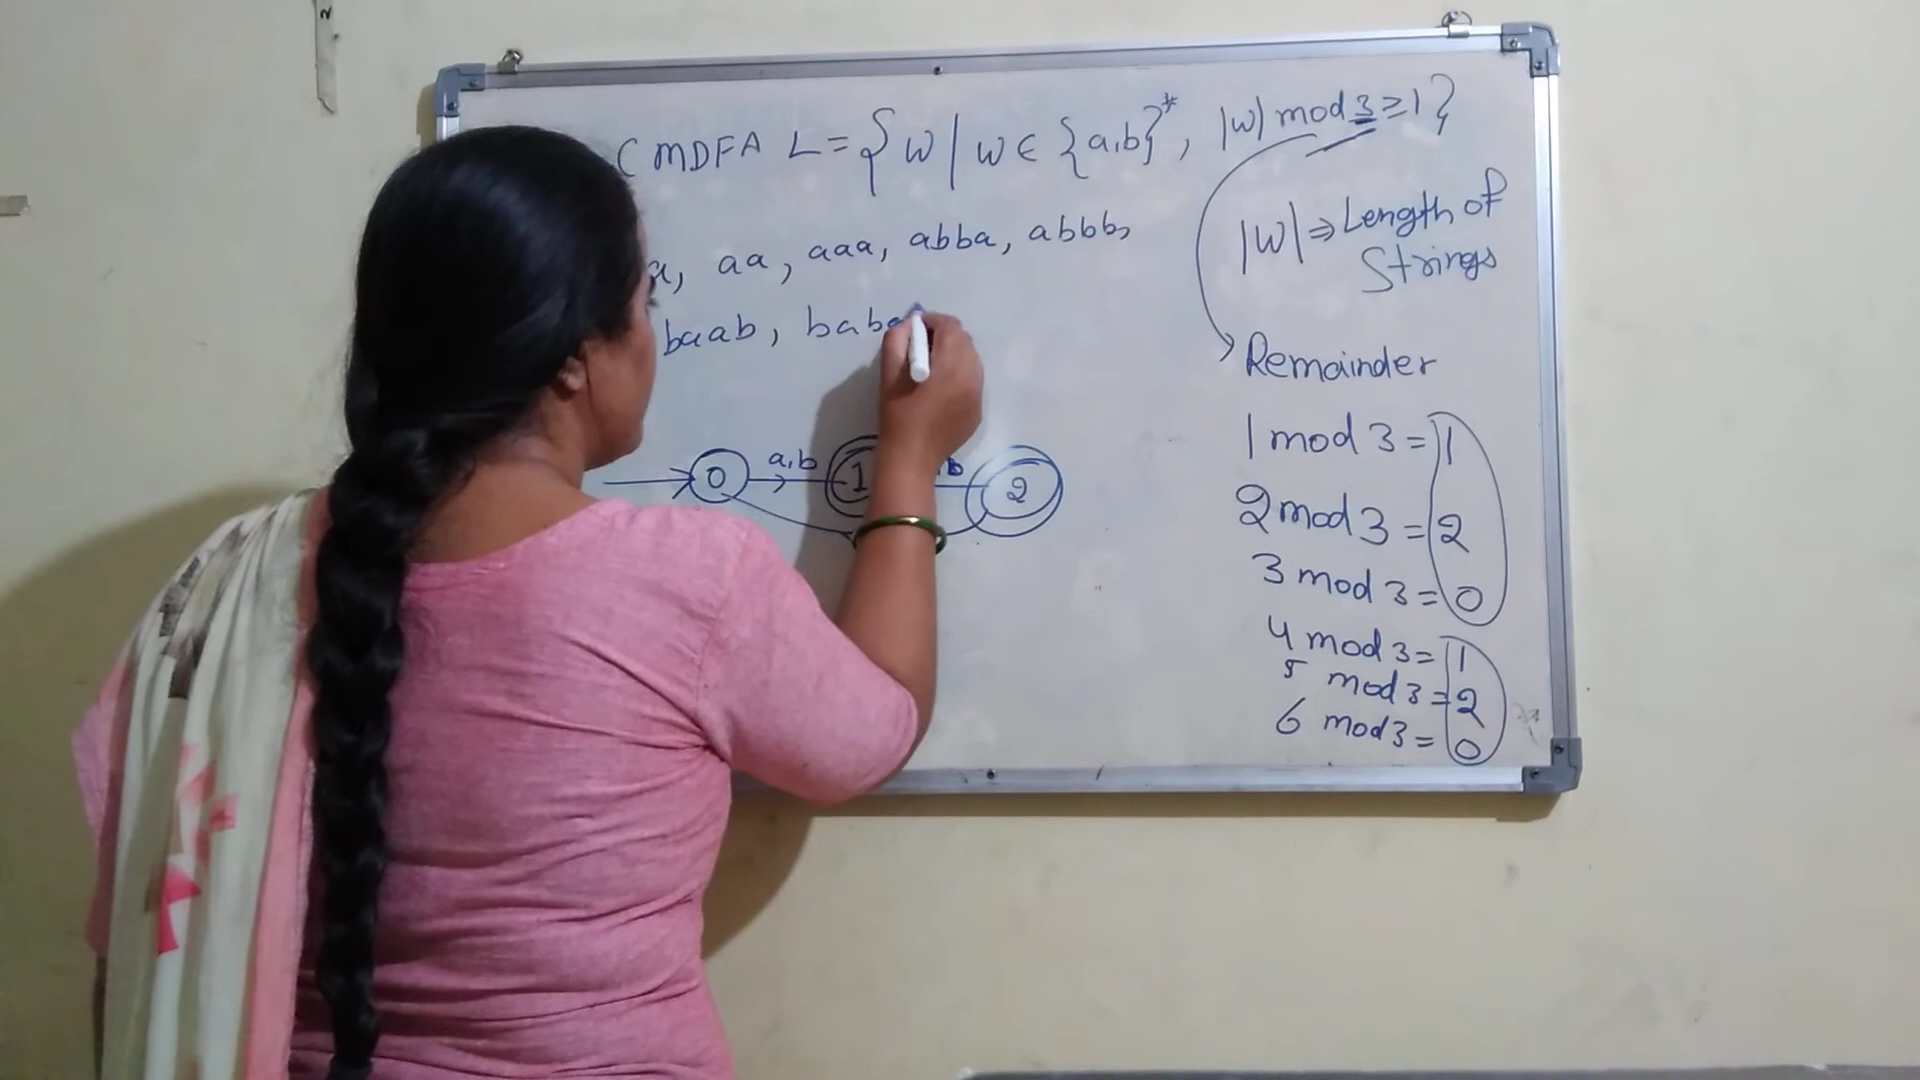 CMDFA L={w/w∈{a,b}*, |w| mod 3≥1}
a, aa, aaa, abba, abbb,
baab,
|w|⇒Length of
Strings
Remainder
1 mod 3 = 1
2 mod 3 = 2
3 mod 3 = 0
4 mod 3 = 1
5 mod 3 = 2
6 mod 3 = 0
0 a,b 1 b 2